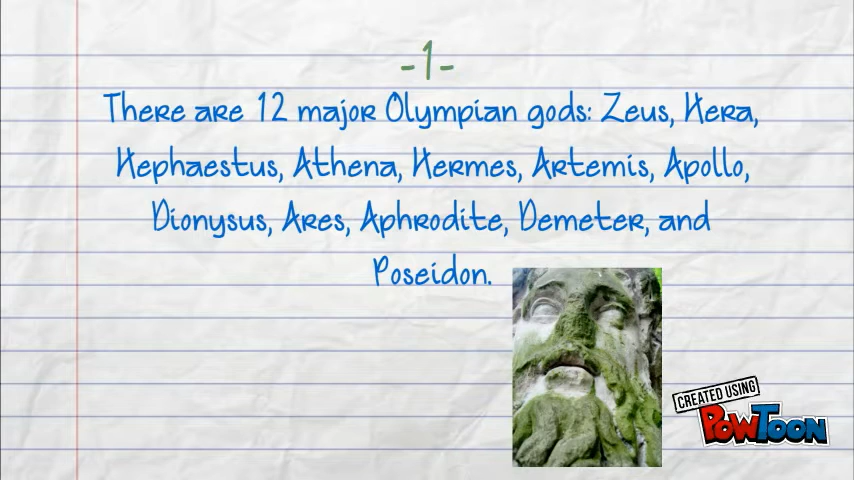 -1-
There are 12 major Olympian gods: Zeus, Hera,
Hephaestus, Athena, Hermes, Artemis, Apollo,
Dionysus, Ares, Aphrodite, Demeter, and
Poseidon.
CREATED USING
POWTOON